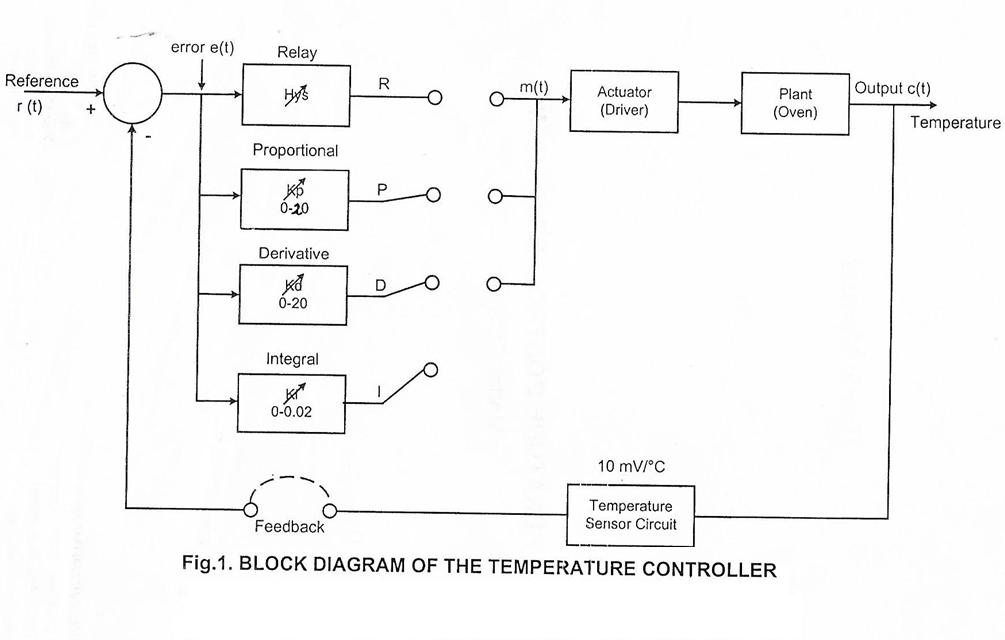 Reference
r (t)
+
-
error e(t)
Relay
Hys
R
Proportional
Kp
0-20
P
Derivative
Kd
0-20
D
Integral
KI
0-0.02
I
m(t)
Actuator
(Driver)
Plant
(Oven)
Output c(t)
Temperature
10 mV/°C
Temperature
Sensor Circuit
Feedback
Fig.1. BLOCK DIAGRAM OF THE TEMPERATURE CONTROLLER